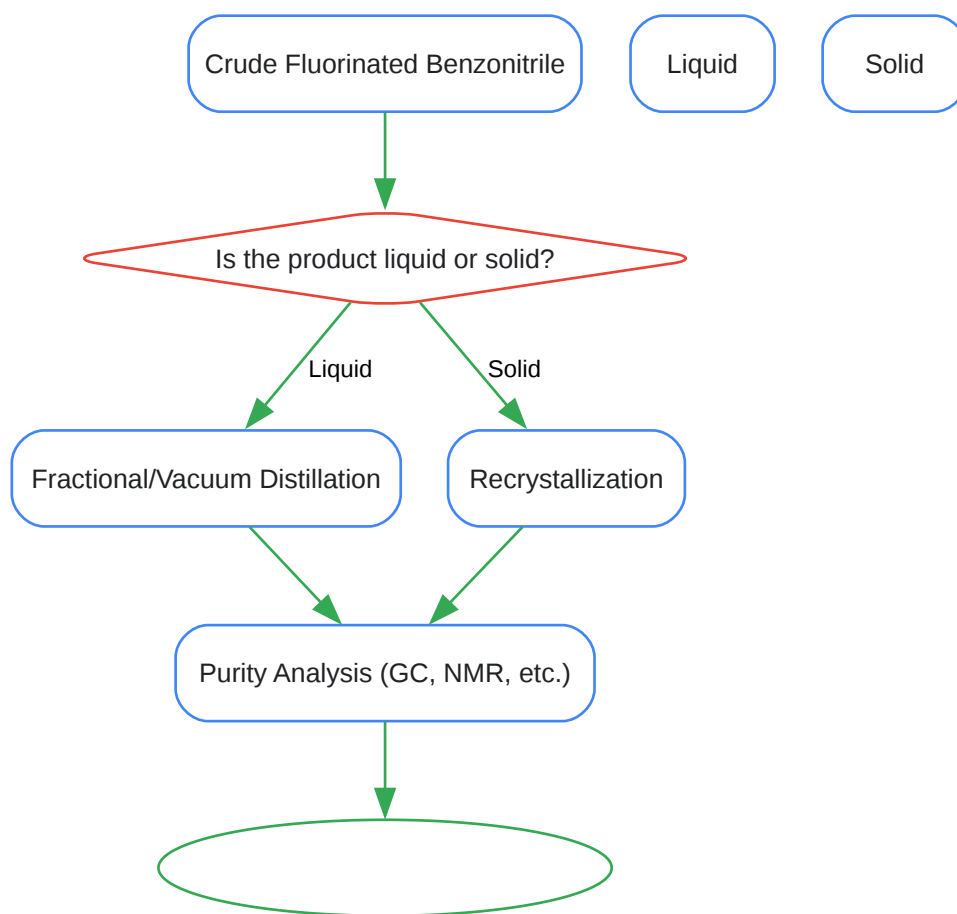 Crude Fluorinated Benzonitrile
Liquid
Solid
Is the product liquid or solid?
Liquid
Solid
Fractional/Vacuum Distillation
Recrystallization
Purity Analysis (GC, NMR, etc.)